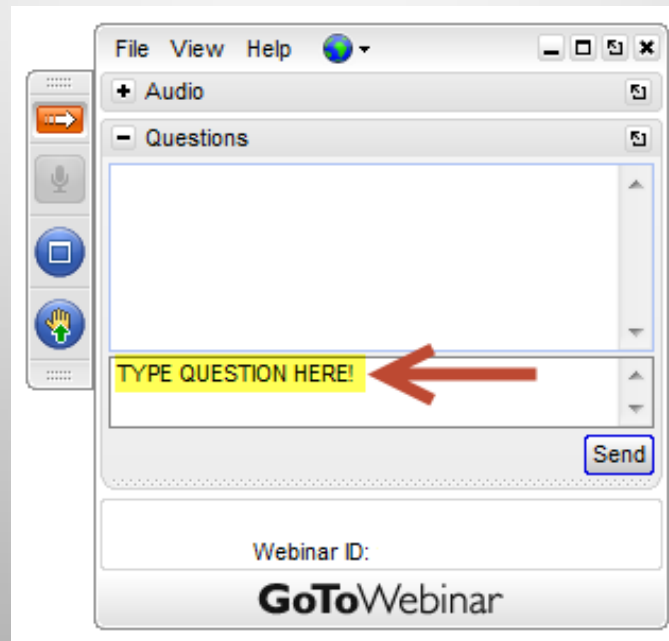 File View Help
Audio
Questions
TYPE QUESTION HERE!
Send
Webinar ID:
GoToWebinar